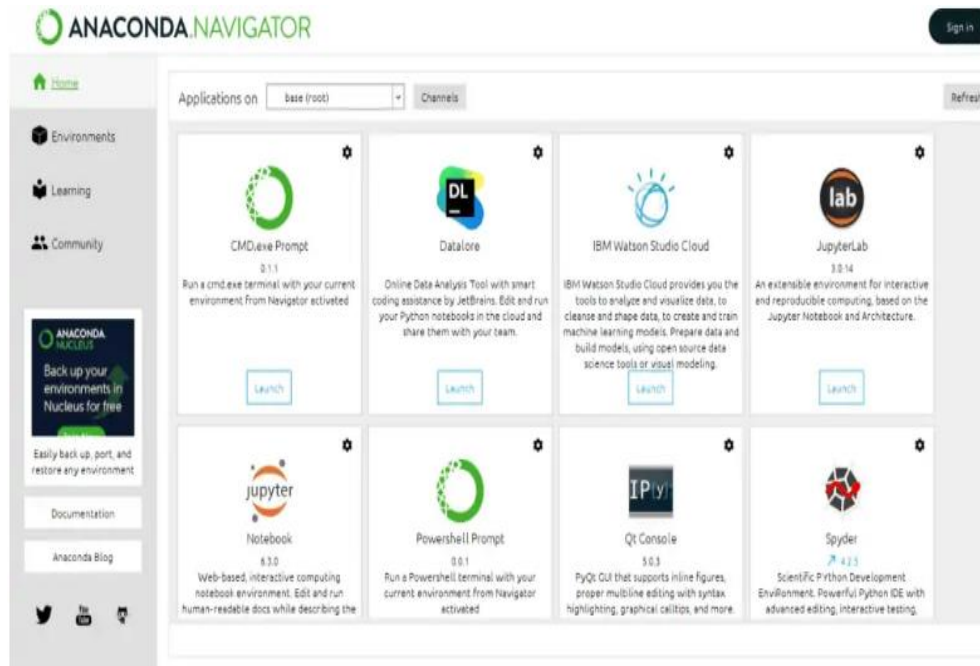 ANACONDA.NAVIGATOR
Sign in
Home
Environments
Learning
Community
ANACONDA
NUCLEUS
Back up your
environments in
Nucleus for free
Easily back up, port, and
restore any environment
Documentation
Anaconda Blog
You
Tube
Applications on
base (root)
Channels
Refresh
CMD.exe Prompt
0.1.1
Run a cmd.exe terminal with your current
environment from Navigator activated
Launch
DL
Datalore
Online Data Analysis Tool with smart
coding assistance by JetBrains. Edit and run
your Python notebooks in the cloud and
share them with your team.
Launch
IBM Watson Studio Cloud
IBM Watson Studio Cloud provides you the
tools to analyze and visualize data, to
cleanse and shape data, to create and train
machine learning models. Prepare data and
build models, using open source data
science tools or visual modeling.
Launch
lab
JupyterLab
3.0.14
An extensible environment for interactive
and reproducible computing, based on the
Jupyter Notebook and Architecture.
Launch
jupyter
Notebook
6.3.0
Web-based, interactive computing
notebook environment. Edit and run
human-readable docs while describing the
Powershell Prompt
0.0.1
Run a Powershell terminal with your
current environment from Navigator
activated
IP[y]:
Qt Console
5.0.3
PyQt GUI that supports inline figures,
proper multiline editing with syntax
highlighting, graphical calltips, and more.
Spyder
4.2.5
Scientific PYthon Development
EnviRonment. Powerful Python IDE with
advanced editing, interactive testing,